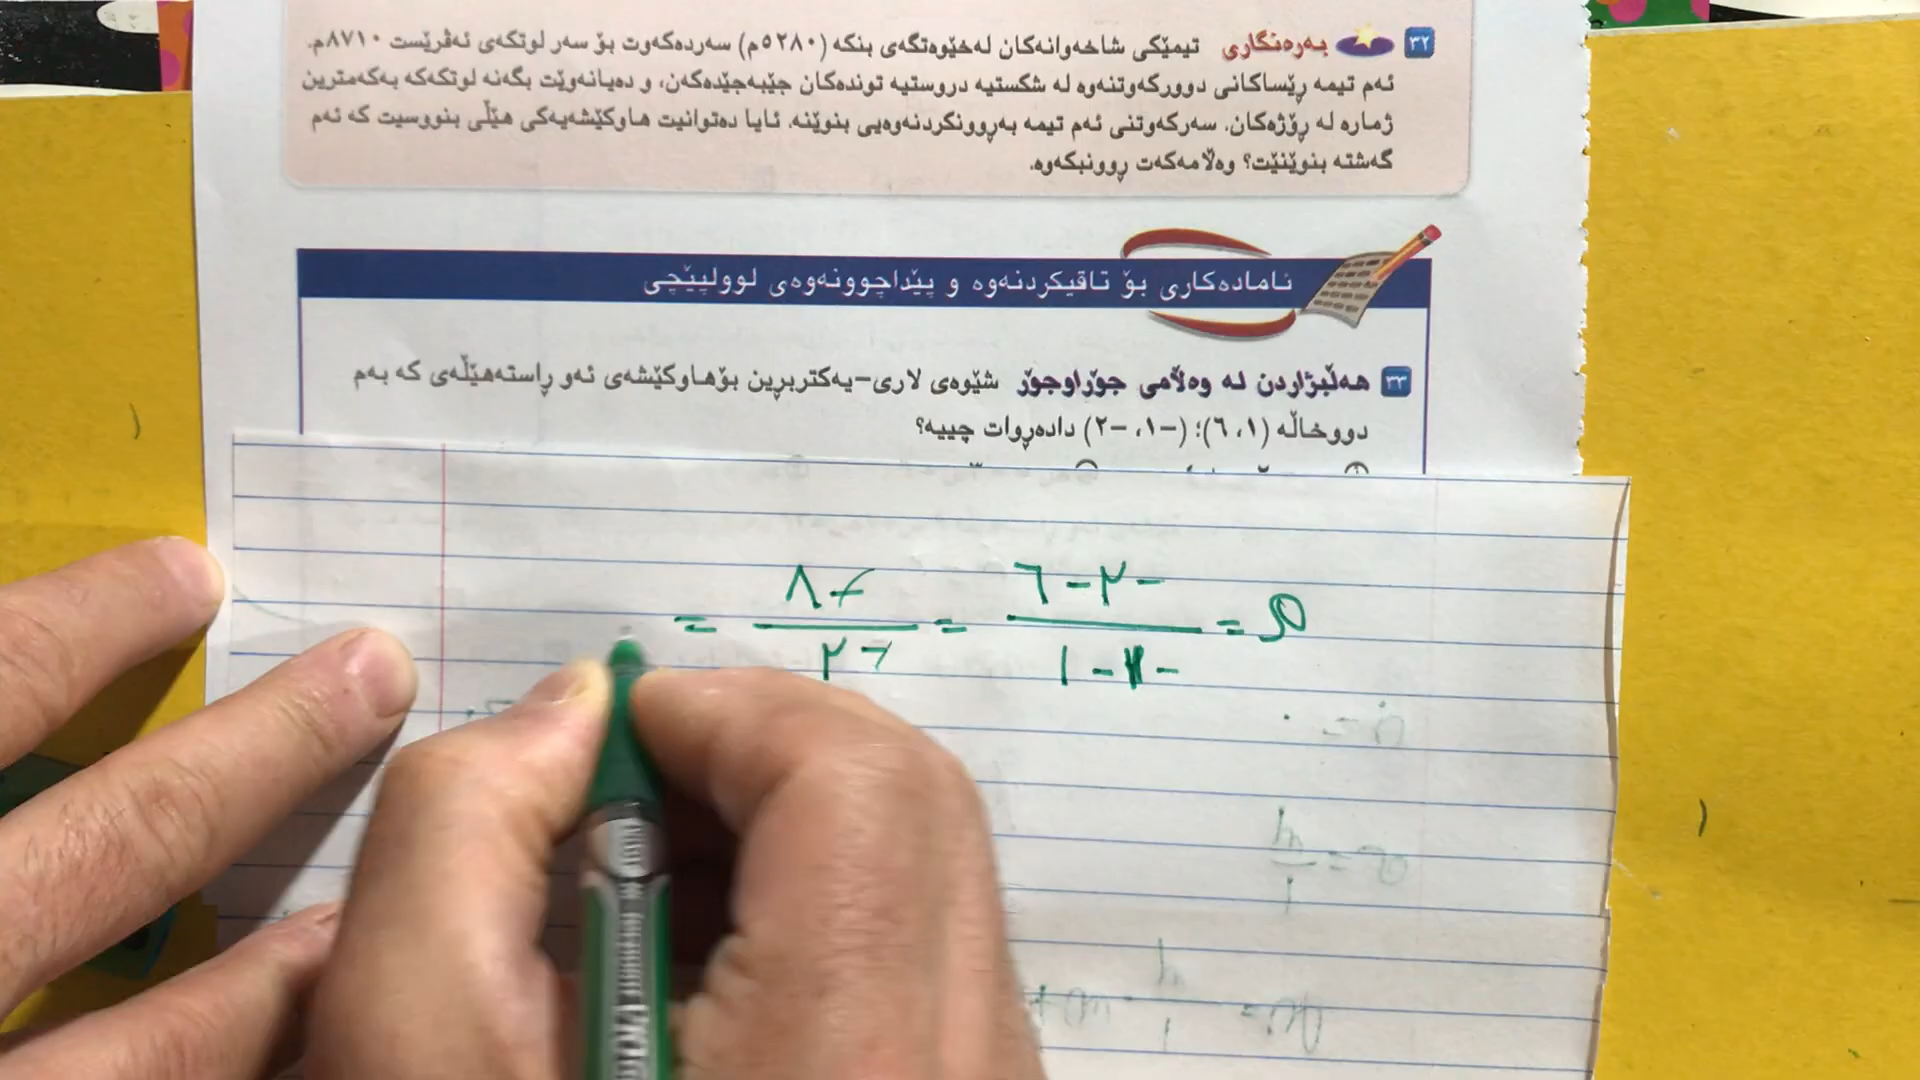 ٣٢ بەرەنگاری تیمێکی شاخەوانەکان لەخێوەتگەی بنکە (٥٢٨٠م) سەردەکەوت بۆ سەر لوتکەی ئەڤرێست ٨٧١٠م.
ئەم تیمە ڕێساکانی دوورکەوتنەوە لە شکستیە دروستیە توندەکان جێبەجێدەکەن، و دەیانەوێت بگەنە لوتکەکە بەکەمترین
ژمارە لە ڕۆژەکان. سەرکەوتنی ئەم تیمە بەڕوونکردنەوەیی بنوێنە. ئایا دەتوانیت هاوکێشەیەکی هێڵی بنووسیت کە ئەم
گەشتە بنوێنێت؟ وەڵامەکەت ڕوونبکەوە.
ئامادەکاری بۆ تاقیکردنەوە و پێداچوونەوەی لوولپێچی
٣٣ هەڵبژاردن لە وەڵامی جۆراوجۆر شێوەی لاری-یەکتربڕین بۆهاوکێشەی ئەو ڕاستەهێڵەی کە بەم
دووخاڵە (١، ٦)؛ (-١، -٢) دادەڕوات چییە؟
-٢-٦
٨
-١-١
٢